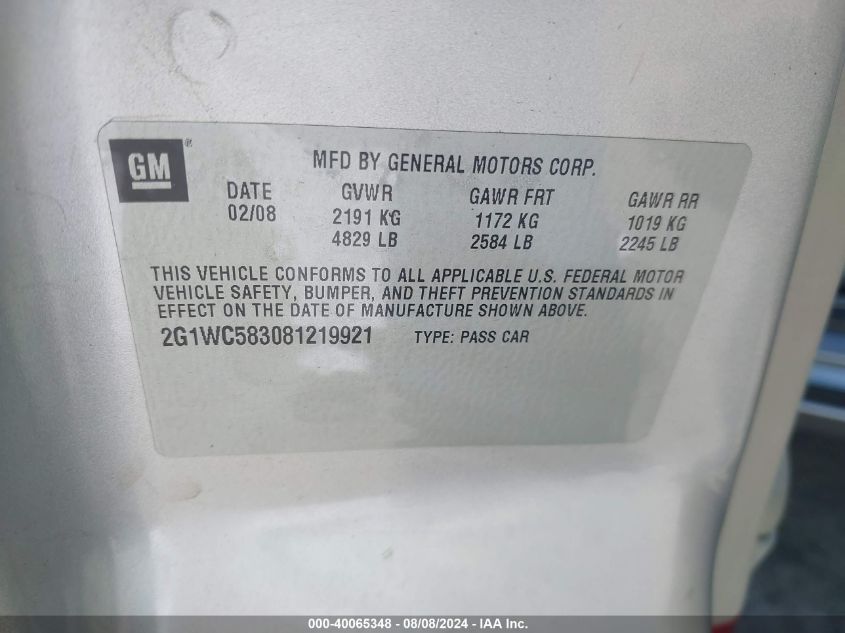 GM®
MFD BY GENERAL MOTORS CORP.
DATE GVWR GAWR FRT GAWR RR
02/08 2191 KG 1172 KG 1019 KG
4829 LB 2584 LB 2245 LB
THIS VEHICLE CONFORMS TO ALL APPLICABLE U.S. FEDERAL MOTOR
VEHICLE SAFETY, BUMPER, AND THEFT PREVENTION STANDARDS IN
EFFECT ON THE DATE OF MANUFACTURE SHOWN ABOVE.
2G1WC583081219921 TYPE: PASS CAR
000-40065348 - 08/08/2024 - IAA Inc.